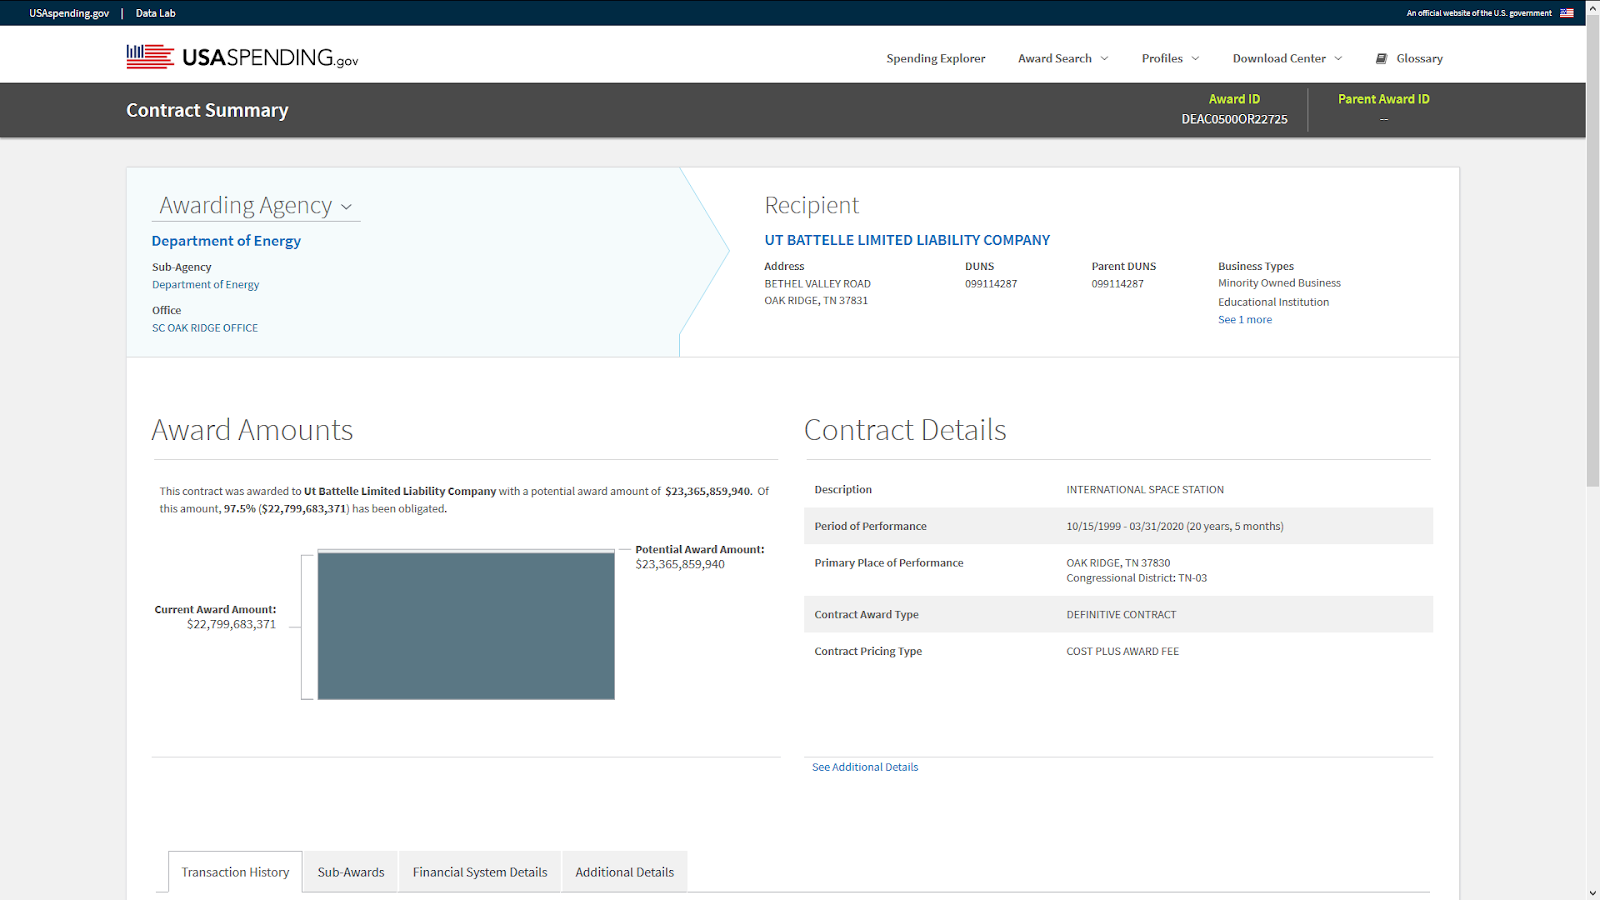 USAspending.gov | Data Lab
An official website of the U.S. government
USASPENDING.gov
Spending Explorer
Award Search
Profiles
Download Center
Glossary
Contract Summary
Award ID
DEAC0500OR22725
Parent Award ID
--
Awarding Agency
Department of Energy
Sub-Agency
Department of Energy
Office
SC OAK RIDGE OFFICE
Recipient
UT BATTELLE LIMITED LIABILITY COMPANY
Address
BETHEL VALLEY ROAD
OAK RIDGE, TN 37831
DUNS
099114287
Parent DUNS
099114287
Business Types
Minority Owned Business
Educational Institution
See 1 more
Award Amounts
This contract was awarded to Ut Battelle Limited Liability Company with a potential award amount of $23,365,859,940. Of
this amount, 97.5% ($22,799,683,371) has been obligated.
Potential Award Amount:
$23,365,859,940
Current Award Amount:
$22,799,683,371
Contract Details
Description INTERNATIONAL SPACE STATION
Period of Performance 10/15/1999 - 03/31/2020 (20 years, 5 months)
Primary Place of Performance OAK RIDGE, TN 37830
Congressional District: TN-03
Contract Award Type DEFINITIVE CONTRACT
Contract Pricing Type COST PLUS AWARD FEE
See Additional Details
Transaction History
Sub-Awards
Financial System Details
Additional Details